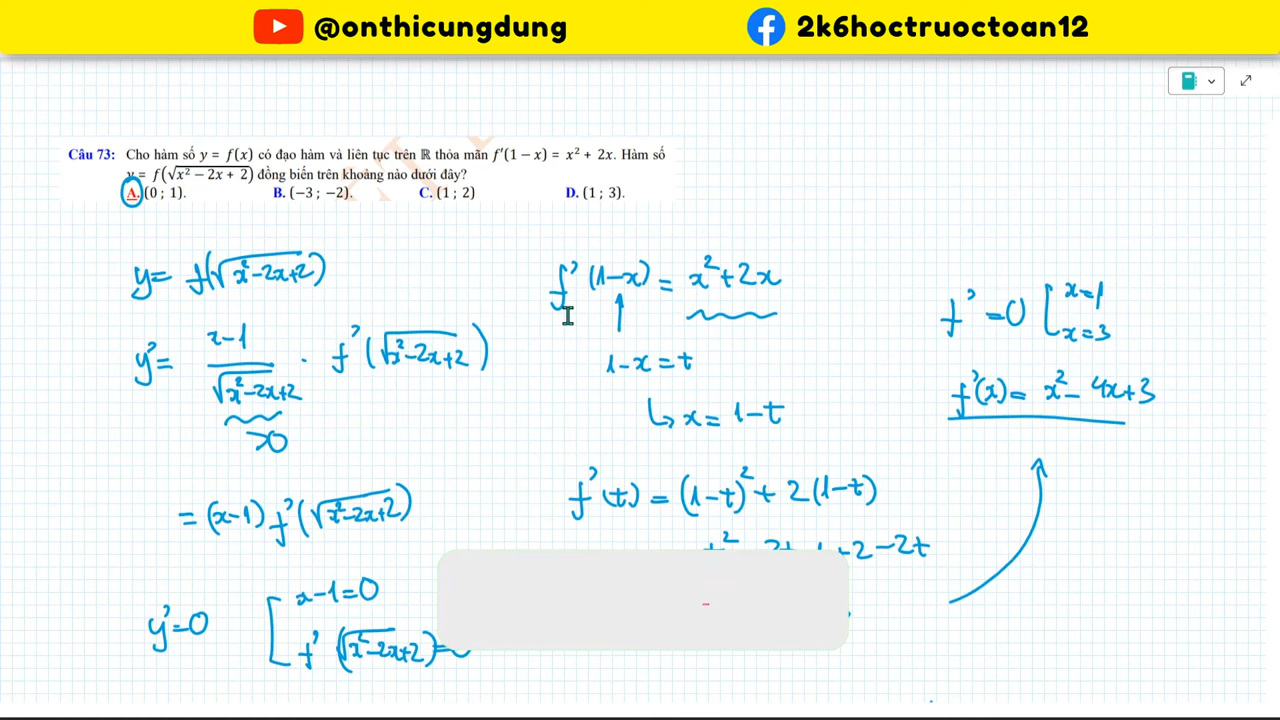 @onthicungdung
2k6hoctruoctoan12
Câu 73: Cho hàm số y = f(x) có đạo hàm và liên tục trên ℝ thỏa mãn f′(1 − x) = x² + 2x. Hàm số
y = f(√(x² − 2x + 2)) đồng biến trên khoảng nào dưới đây?
A. (0 ; 1). B. (−3 ; −2). C. (1 ; 2) D. (1 ; 3).
y = f(√(x²-2x+2))
y' = (x-1)/√(x²-2x+2) · f'(√(x²-2x+2))
>0
= (x-1) f'(√(x²-2x+2))
y'=0 [ x-1=0
f'(√(x²-2x+2))=
f'(1-x) = x²+2x
1-x = t
↳ x = 1-t
f'(t) = (1-t)² + 2(1-t)
+2-2t
f'=0 [ x=1
x=3
f'(x) = x²-4x+3